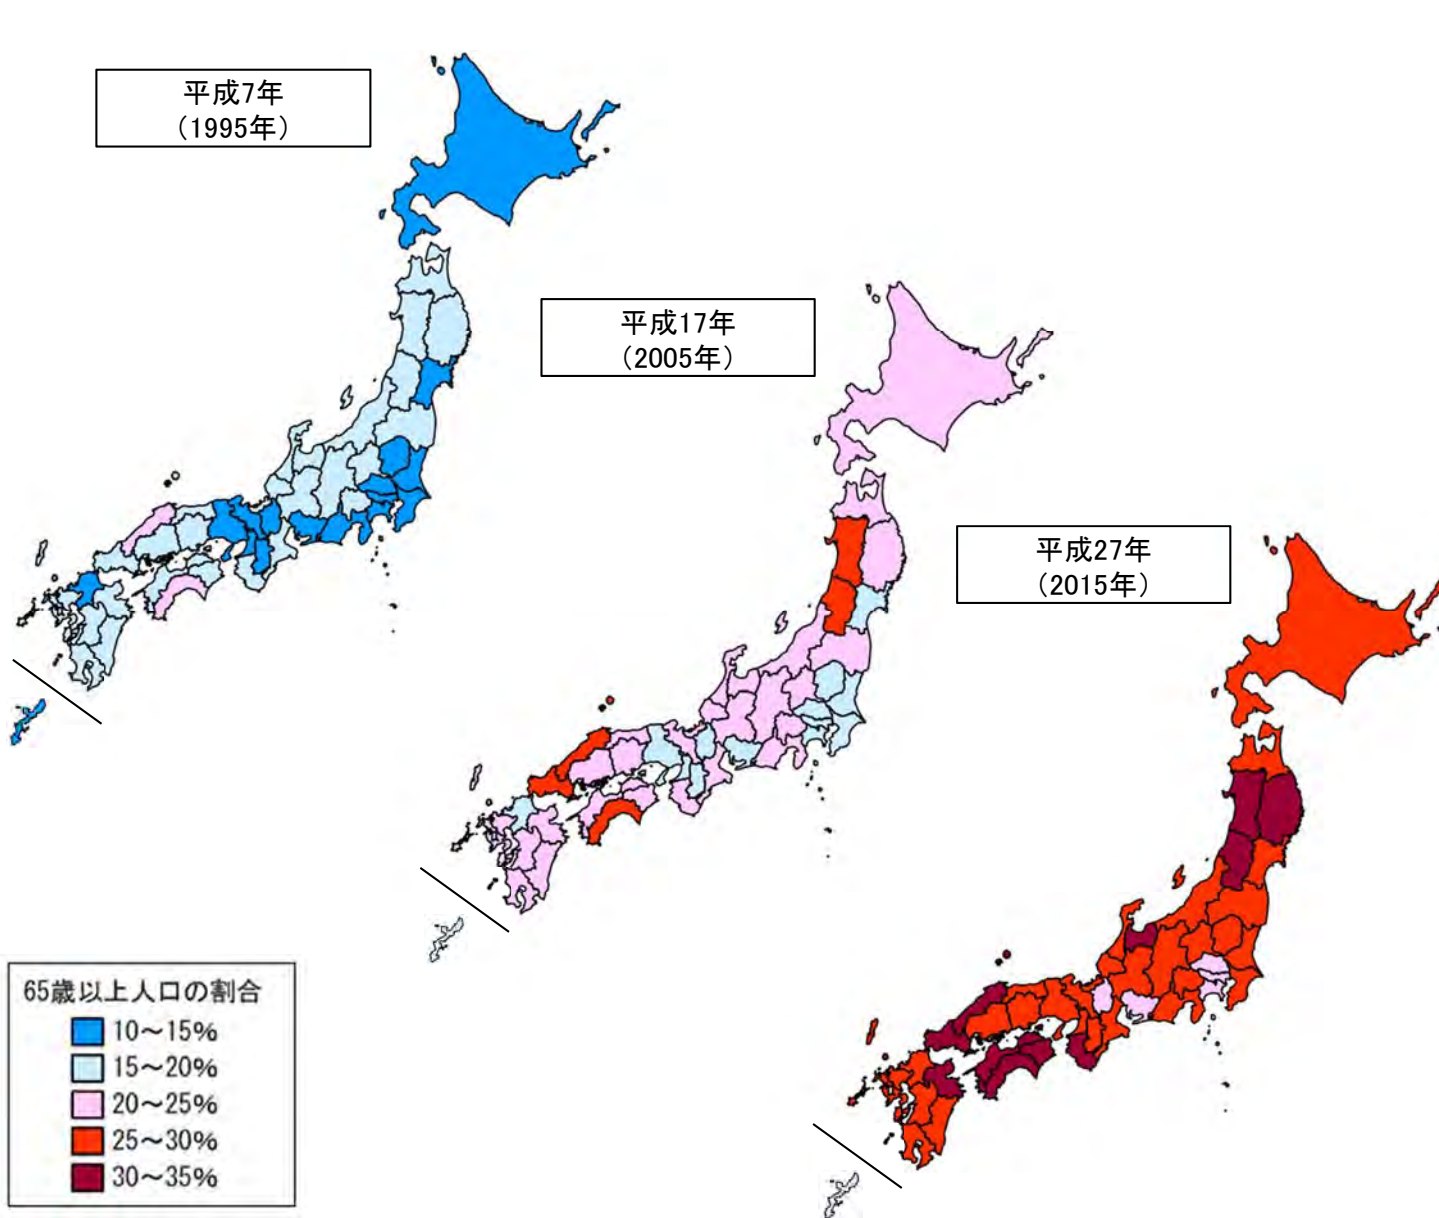 平成7年
（1995年）
平成17年
（2005年）
平成27年
（2015年）
65歳以上人口の割合
10～15%
15～20%
20～25%
25～30%
30～35%